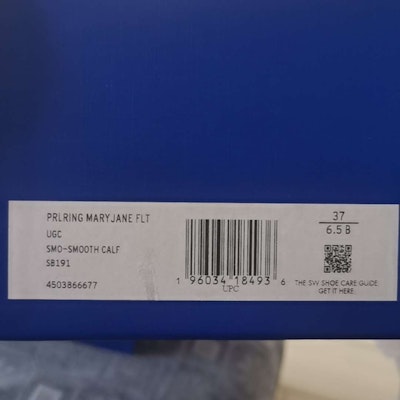 PRLRING MARYJANE FLT
UGC
SMO-SMOOTH CALF
SB191
4503866677
1 96034 18493 6
UPC
37
6.5 B
THE SW SHOE CARE GUIDE
GET IT HERE.